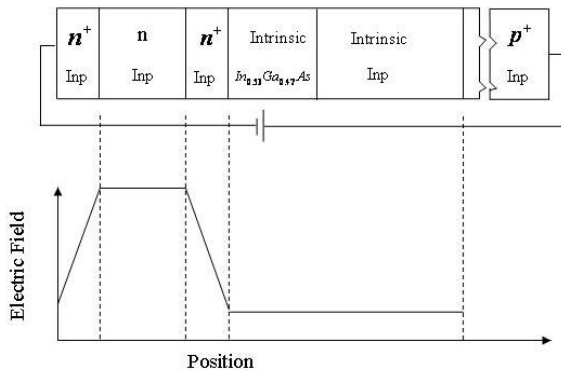 n+ n n+ Intrinsic Intrinsic p+
Inp Inp Inp In0.53Ga0.47As Inp Inp
Electric Field
Position